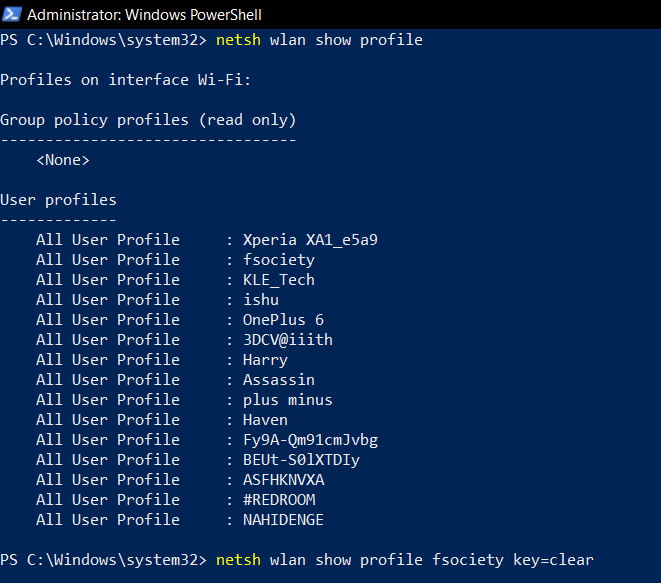 Administrator: Windows PowerShell
PS C:\Windows\system32> netsh wlan show profile
Profiles on interface Wi-Fi:
Group policy profiles (read only)
---------------------------------
<None>
User profiles
-------------
All User Profile     : Xperia XA1_e5a9
All User Profile     : fsociety
All User Profile     : KLE_Tech
All User Profile     : ishu
All User Profile     : OnePlus 6
All User Profile     : 3DCV@iiith
All User Profile     : Harry
All User Profile     : Assassin
All User Profile     : plus minus
All User Profile     : Haven
All User Profile     : Fy9A-Qm91cmJvbg
All User Profile     : BEUt-S0lXTDIy
All User Profile     : ASFHKNVXA
All User Profile     : #REDROOM
All User Profile     : NAHIDENGE
PS C:\Windows\system32> netsh wlan show profile fsociety key=clear